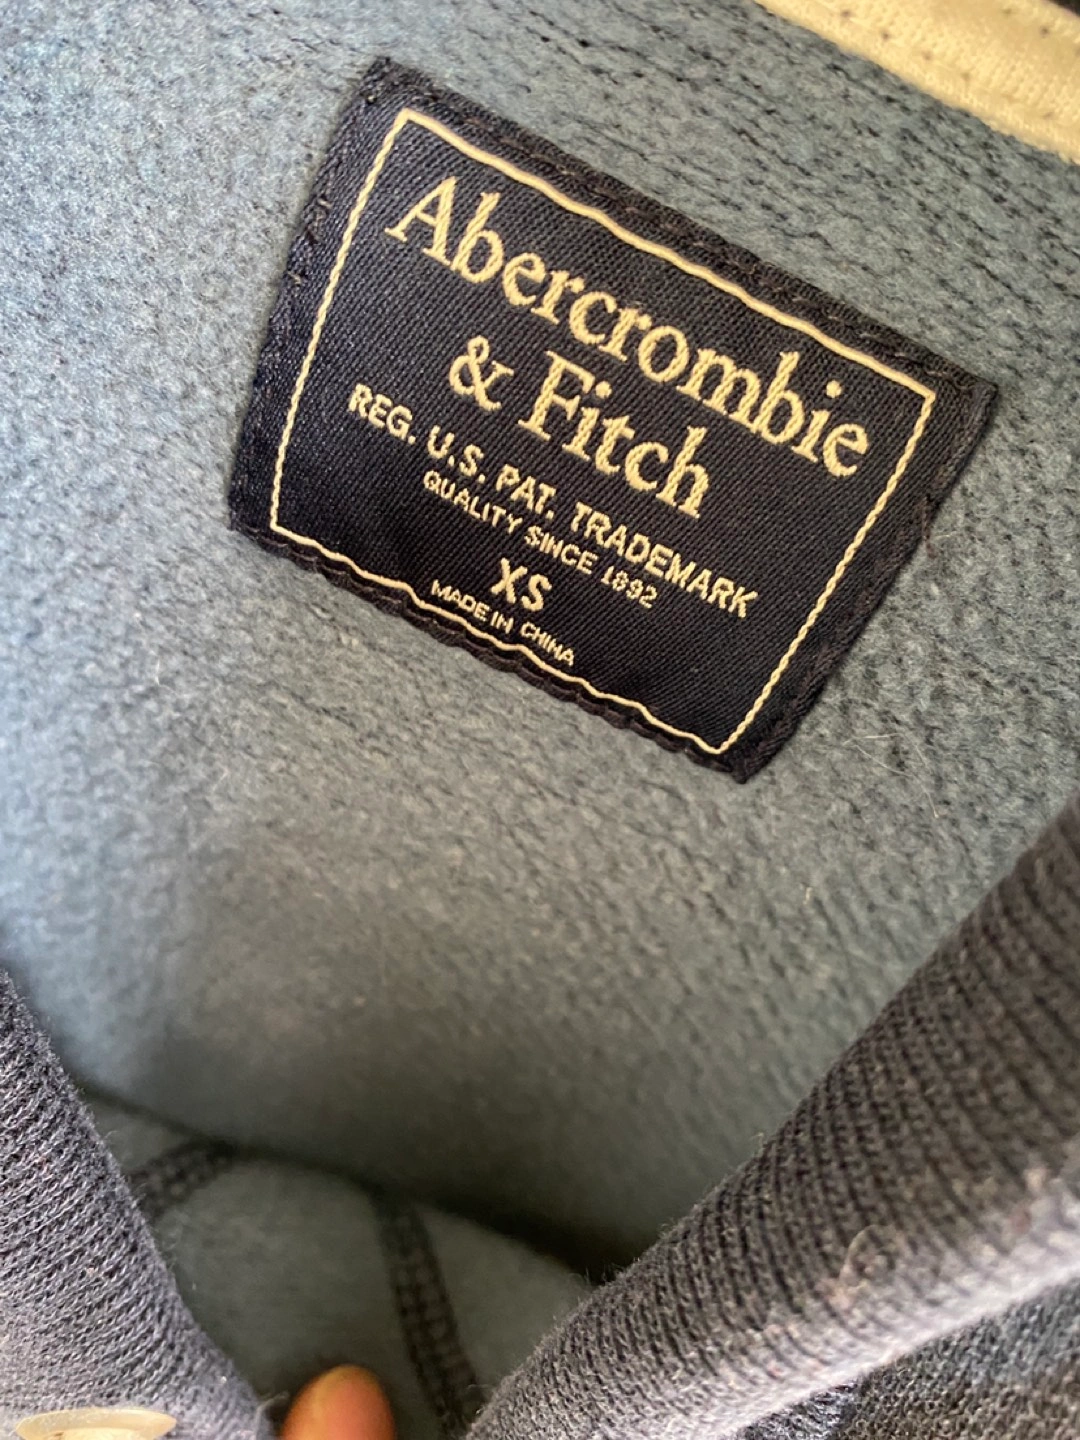 Abercrombie
& Fitch
REG. U.S. PAT. TRADEMARK
QUALITY SINCE 1892
XS
MADE IN CHINA